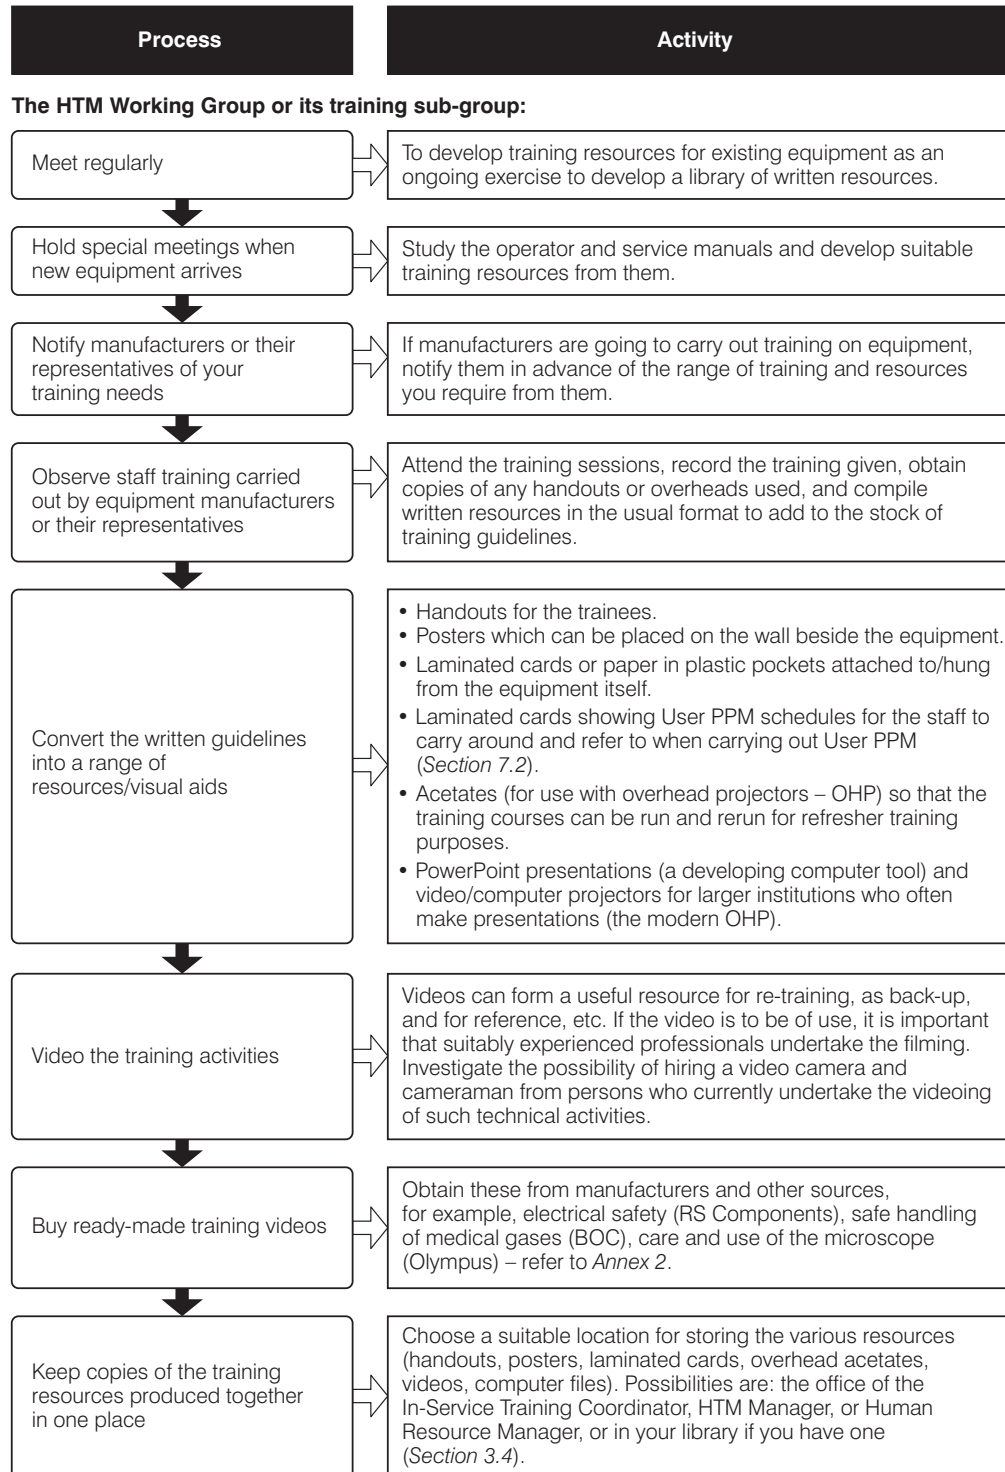 Process
Activity
The HTM Working Group or its training sub-group:
Meet regularly
To develop training resources for existing equipment as an
ongoing exercise to develop a library of written resources.
Hold special meetings when
new equipment arrives
Study the operator and service manuals and develop suitable
training resources from them.
Notify manufacturers or their
representatives of your
training needs
If manufacturers are going to carry out training on equipment,
notify them in advance of the range of training and resources
you require from them.
Observe staff training carried
out by equipment manufacturers
or their representatives
Attend the training sessions, record the training given, obtain
copies of any handouts or overheads used, and compile
written resources in the usual format to add to the stock of
training guidelines.
Convert the written guidelines
into a range of
resources/visual aids
• Handouts for the trainees.
• Posters which can be placed on the wall beside the equipment.
• Laminated cards or paper in plastic pockets attached to/hung
from the equipment itself.
• Laminated cards showing User PPM schedules for the staff to
carry around and refer to when carrying out User PPM
(Section 7.2).
• Acetates (for use with overhead projectors – OHP) so that the
training courses can be run and rerun for refresher training
purposes.
• PowerPoint presentations (a developing computer tool) and
video/computer projectors for larger institutions who often
make presentations (the modern OHP).
Video the training activities
Videos can form a useful resource for re-training, as back-up,
and for reference, etc. If the video is to be of use, it is important
that suitably experienced professionals undertake the filming.
Investigate the possibility of hiring a video camera and
cameraman from persons who currently undertake the videoing
of such technical activities.
Buy ready-made training videos
Obtain these from manufacturers and other sources,
for example, electrical safety (RS Components), safe handling
of medical gases (BOC), care and use of the microscope
(Olympus) – refer to Annex 2.
Keep copies of the training
resources produced together
in one place
Choose a suitable location for storing the various resources
(handouts, posters, laminated cards, overhead acetates,
videos, computer files). Possibilities are: the office of the
In-Service Training Coordinator, HTM Manager, or Human
Resource Manager, or in your library if you have one
(Section 3.4).